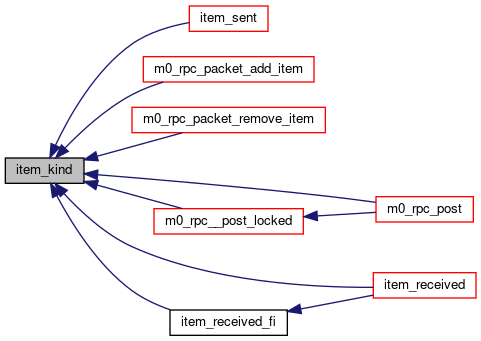 item_sent
m0_rpc_packet_add_item
m0_rpc_packet_remove_item
item_kind
m0_rpc_post
m0_rpc__post_locked
item_received
item_received_fi